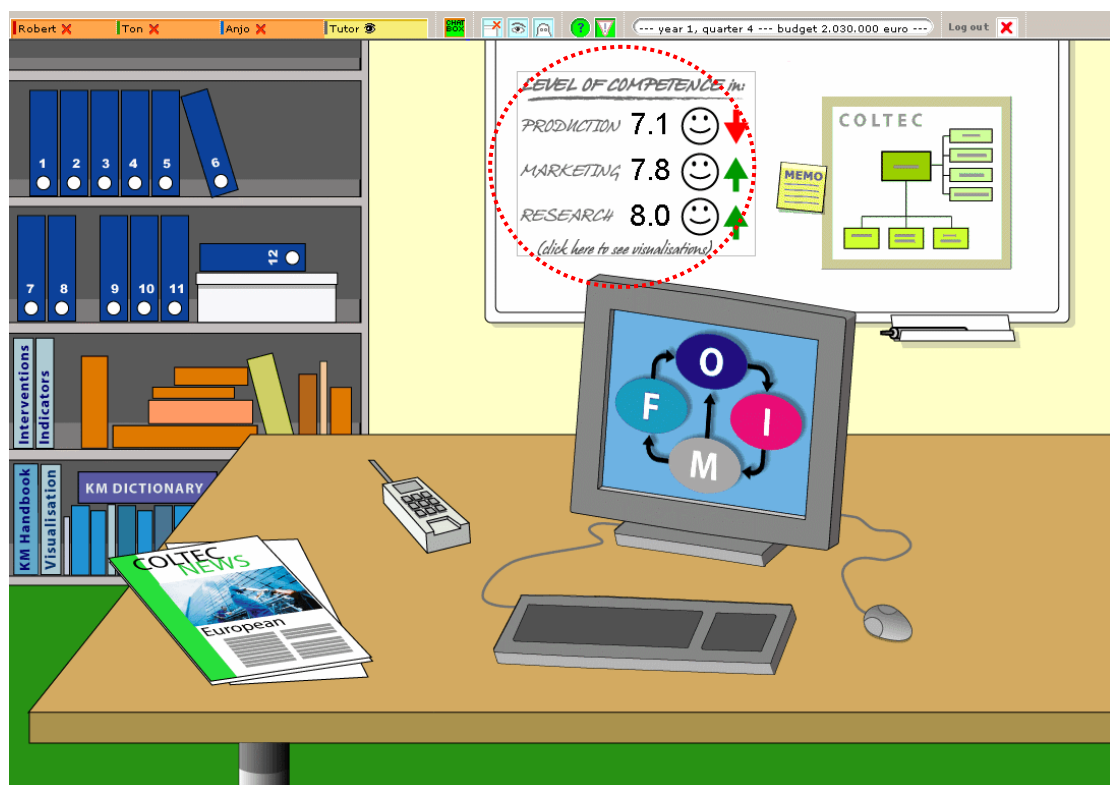 Robert
Ton
Anjo
Tutor
CHAT
BOX
?
--- year 1, quarter 4 --- budget 2.030.000 euro ---
Log out
LEVEL OF COMPETENCE in:
PRODUCTION 7.1
MARKETING 7.8
RESEARCH 8.0
(click here to see visualisations)
MEMO
COLTEC
1 2 3 4 5 6
7 8 9 10 11 12
Interventions
Indicators
KM Handbook
Visualisation
KM DICTIONARY
O
F
I
M
COLTEC
NEWS
European